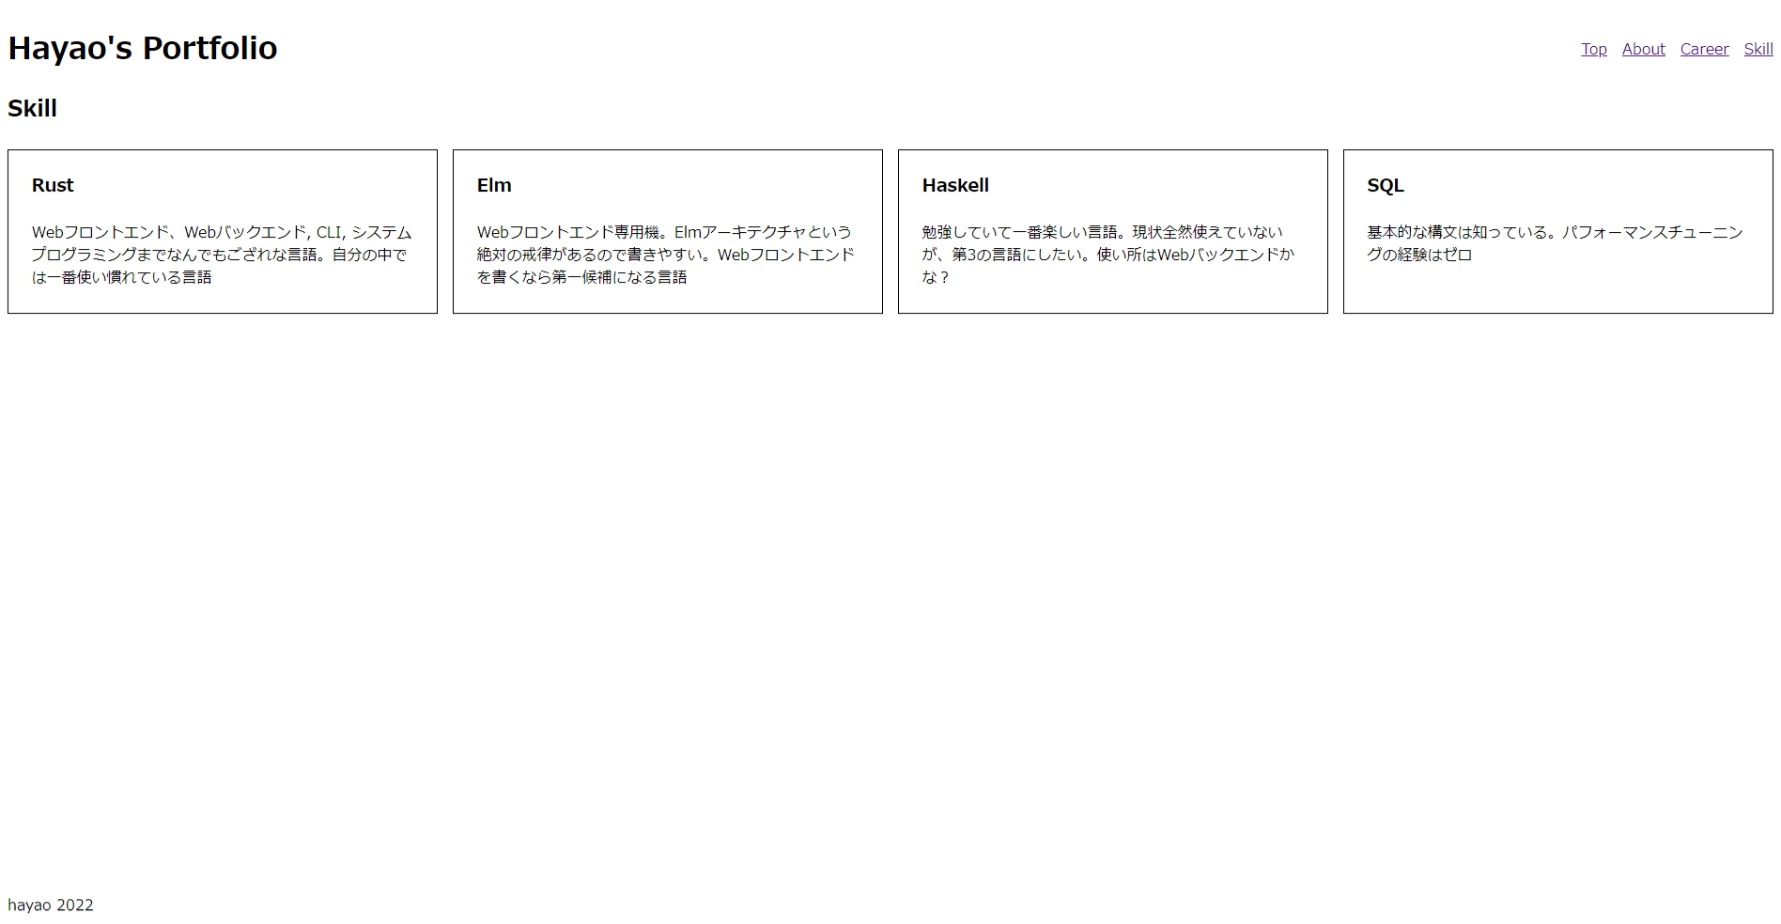 Hayao's Portfolio
Top About Career Skill
Skill
Rust
Webフロントエンド、Webバックエンド, CLI, システム
プログラミングまでなんでもござれな言語。自分の中で
は一番使い慣れている言語
Elm
Webフロントエンド専用機。Elmアーキテクチャという
絶対の戒律があるので書きやすい。Webフロントエンド
を書くなら第一候補になる言語
Haskell
勉強していて一番楽しい言語。現状全然使えていない
が、第3の言語にしたい。使い所はWebバックエンドか
な？
SQL
基本的な構文は知っている。パフォーマンスチューニン
グの経験はゼロ
hayao 2022